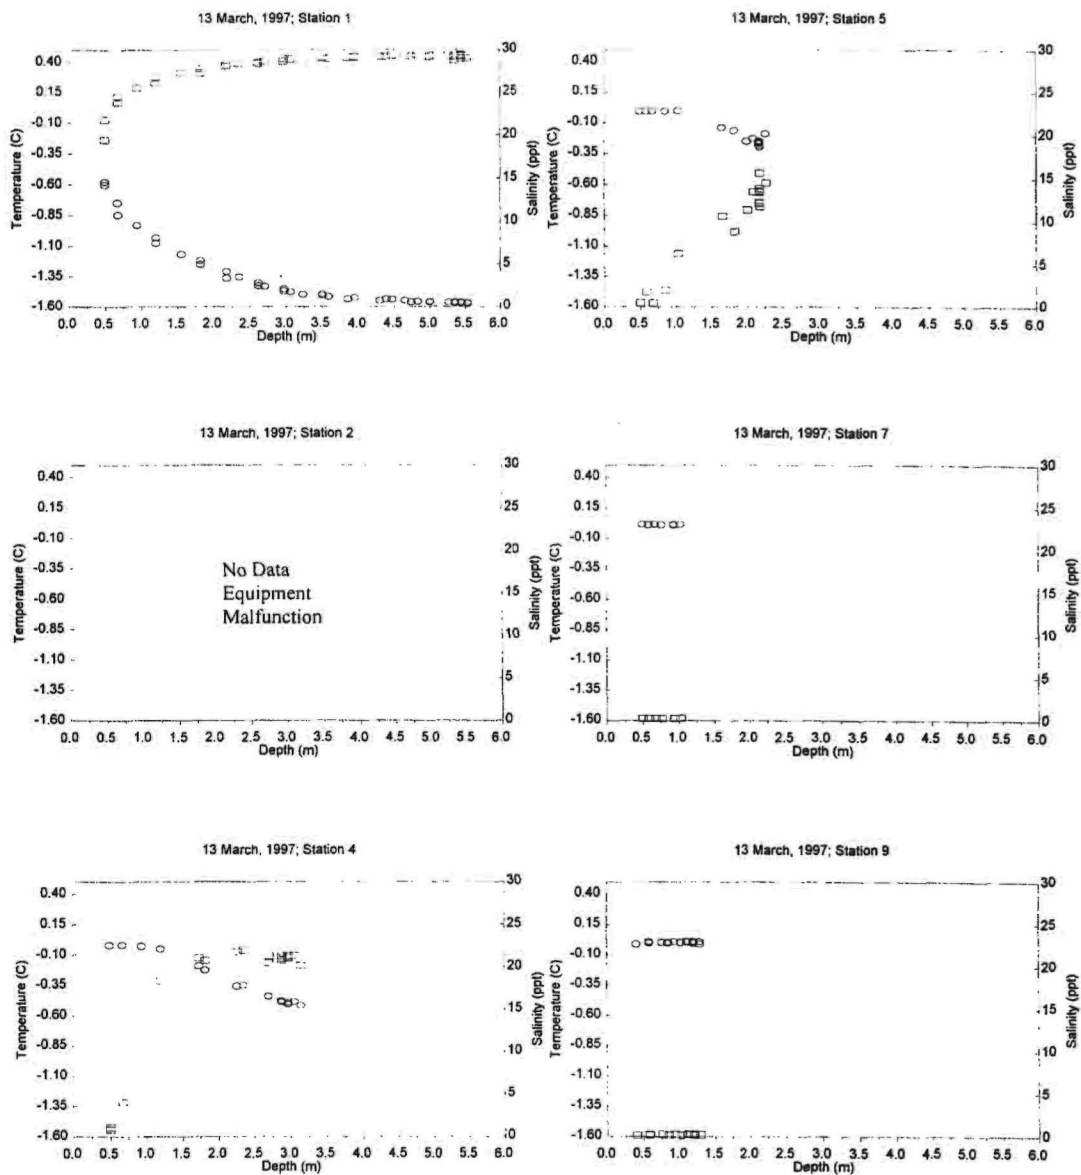 13 March, 1997; Station 1
0.40
0.15
-0.10
-0.35
-0.60
-0.85
-1.10
-1.35
-1.60
Temperature (C)
30
25
20
15
10
5
0
Salinity (ppt)
0.0 0.5 1.0 1.5 2.0 2.5 3.0 3.5 4.0 4.5 5.0 5.5 6.0
Depth (m)
13 March, 1997; Station 5
0.40
0.15
-0.10
-0.35
-0.60
-0.85
-1.10
-1.35
-1.60
Temperature (C)
30
25
20
15
10
5
0
Salinity (ppt)
0.0 0.5 1.0 1.5 2.0 2.5 3.0 3.5 4.0 4.5 5.0 5.5 6.0
Depth (m)
13 March, 1997; Station 2
0.40
0.15
-0.10
-0.35
-0.60
-0.85
-1.10
-1.35
-1.60
Temperature (C)
No Data
Equipment
Malfunction
30
25
20
15
10
5
0
Salinity (ppt)
0.0 0.5 1.0 1.5 2.0 2.5 3.0 3.5 4.0 4.5 5.0 5.5 6.0
Depth (m)
13 March, 1997; Station 7
0.40
0.15
-0.10
-0.35
-0.60
-0.85
-1.10
-1.35
-1.60
Temperature (C)
30
25
20
15
10
5
0
Salinity (ppt)
0.0 0.5 1.0 1.5 2.0 2.5 3.0 3.5 4.0 4.5 5.0 5.5 6.0
Depth (m)
13 March, 1997; Station 4
0.40
0.15
-0.10
-0.35
-0.60
-0.85
-1.10
-1.35
-1.60
Temperature (C)
30
25
20
15
10
5
0
Salinity (ppt)
0.0 0.5 1.0 1.5 2.0 2.5 3.0 3.5 4.0 4.5 5.0 5.5 6.0
Depth (m)
13 March, 1997; Station 9
0.40
0.15
-0.10
-0.35
-0.60
-0.85
-1.10
-1.35
-1.60
Temperature (C)
30
25
20
15
10
5
0
Salinity (ppt)
0.0 0.5 1.0 1.5 2.0 2.5 3.0 3.5 4.0 4.5 5.0 5.5 6.0
Depth (m)